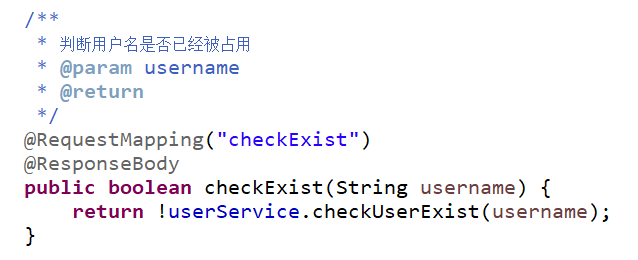 /**
 * 判断用户名是否已经被占用
 * @param username
 * @return
 */
@RequestMapping("checkExist")
@ResponseBody
public boolean checkExist(String username) {
    return !userService.checkUserExist(username);
}